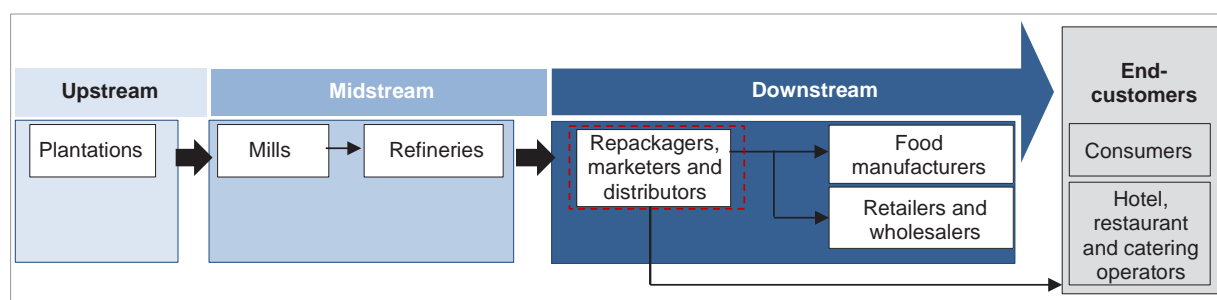 Upstream
Midstream
Downstream
End-
customers
Plantations
Mills
Refineries
Repackagers,
marketers and
distributors
Food
manufacturers
Retailers and
wholesalers
Consumers
Hotel,
restaurant
and catering
operators